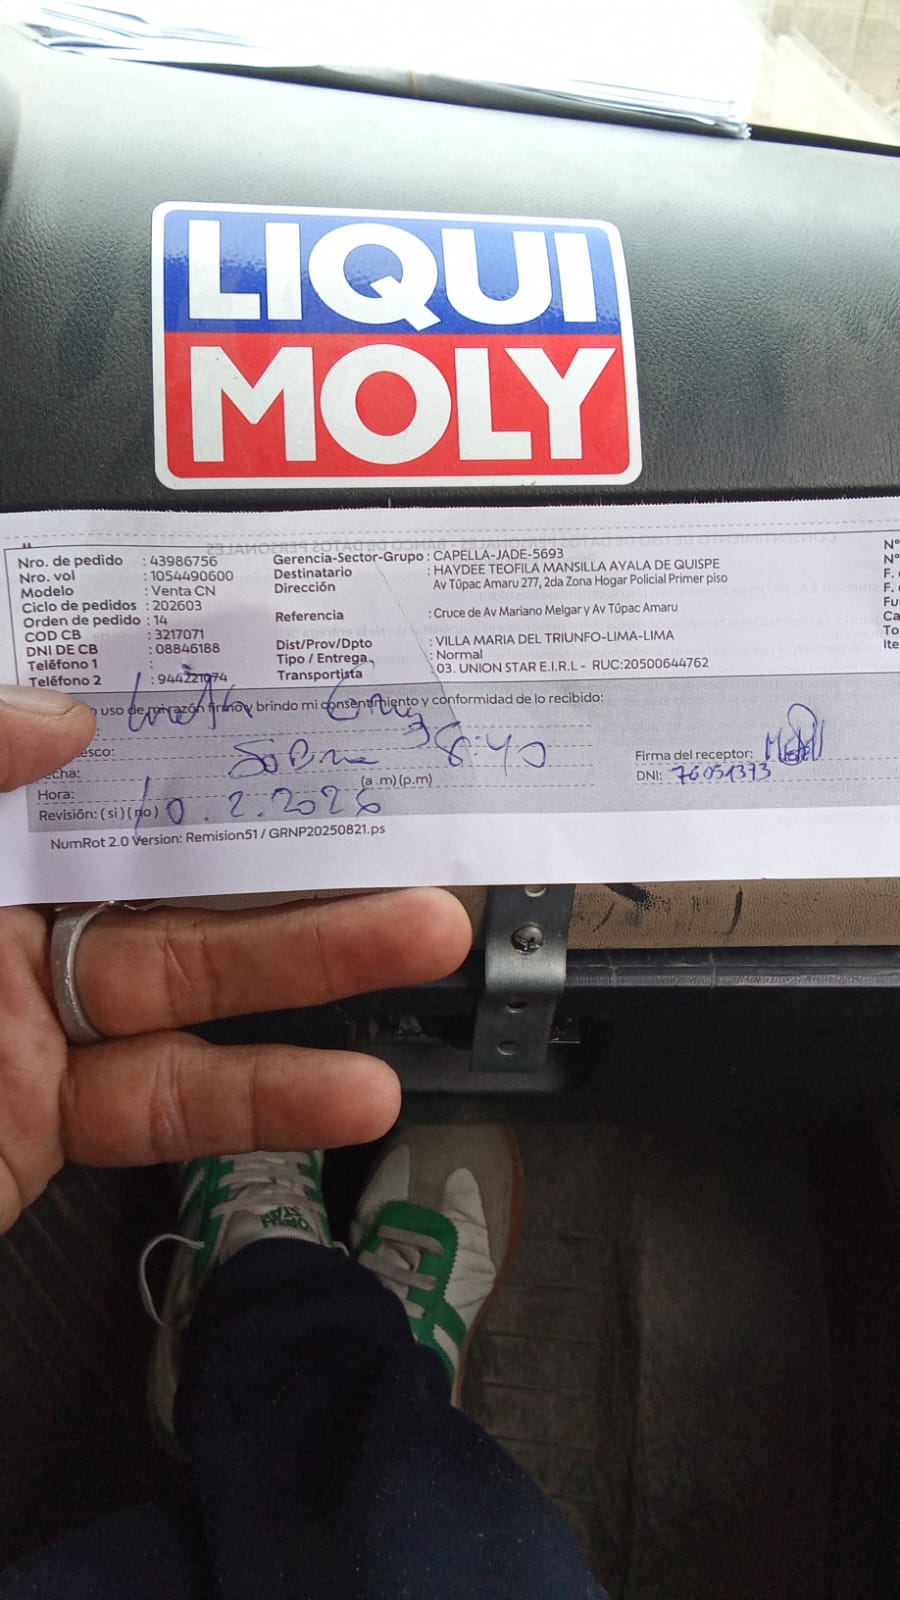 LIQUI
MOLY
Nro. de pedido : 43986756
Nro. vol : 1054490600
Modelo : Venta CN
Ciclo de pedidos : 202603
Orden de pedido : 14
COD CB : 3217071
DNI DE CB : 08846188
Teléfono 1 :
Teléfono 2 : 944221074
Gerencia-Sector-Grupo : CAPELLA-JADE-5693
Destinatario : HAYDEE TEOFILA MANSILLA AYALA DE QUISPE
Dirección : Av Túpac Amaru 277, 2da Zona Hogar Policial Primer piso
Referencia : Cruce de Av Mariano Melgar y Av Túpac Amaru
Dist/Prov/Dpto : VILLA MARIA DEL TRIUNFO-LIMA-LIMA
Tipo / Entrega : Normal
Transportista : 03. UNION STAR E.I.R.L - RUC:20500644762
N°
N°
F.
F.
Fu
Ca
To
Ite
uso de mi razón firmo y brindo mi consentimiento y conformidad de lo recibido:
esco:
echa: 8:40
Hora: (a.m) (p.m)
Revisión: (si) (no) 10.2.2026
Firma del receptor:
DNI: 76051373
NumRot 2.0 Version: Remision51 / GRNP20250821.ps